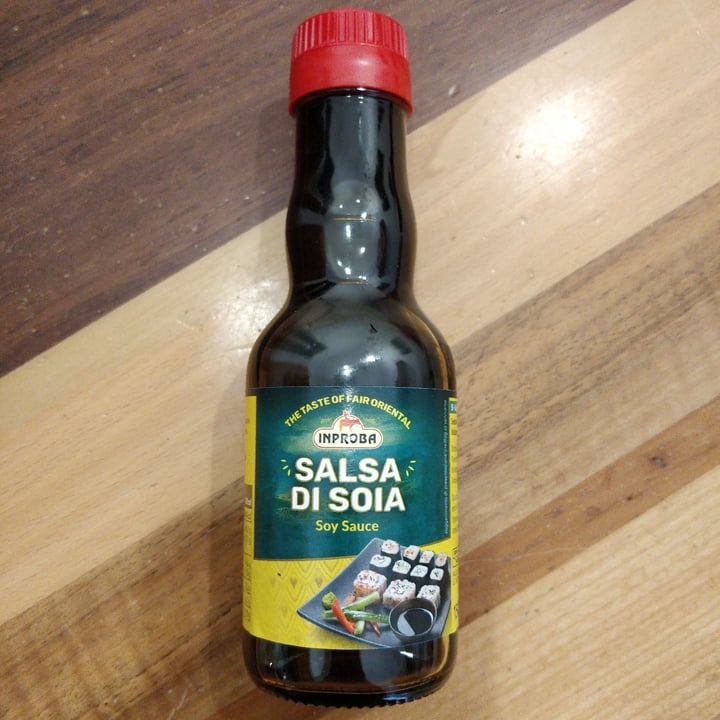 THE TASTE OF FAIR ORIENTAL
INPROBA
SALSA
DI SOIA
Soy Sauce